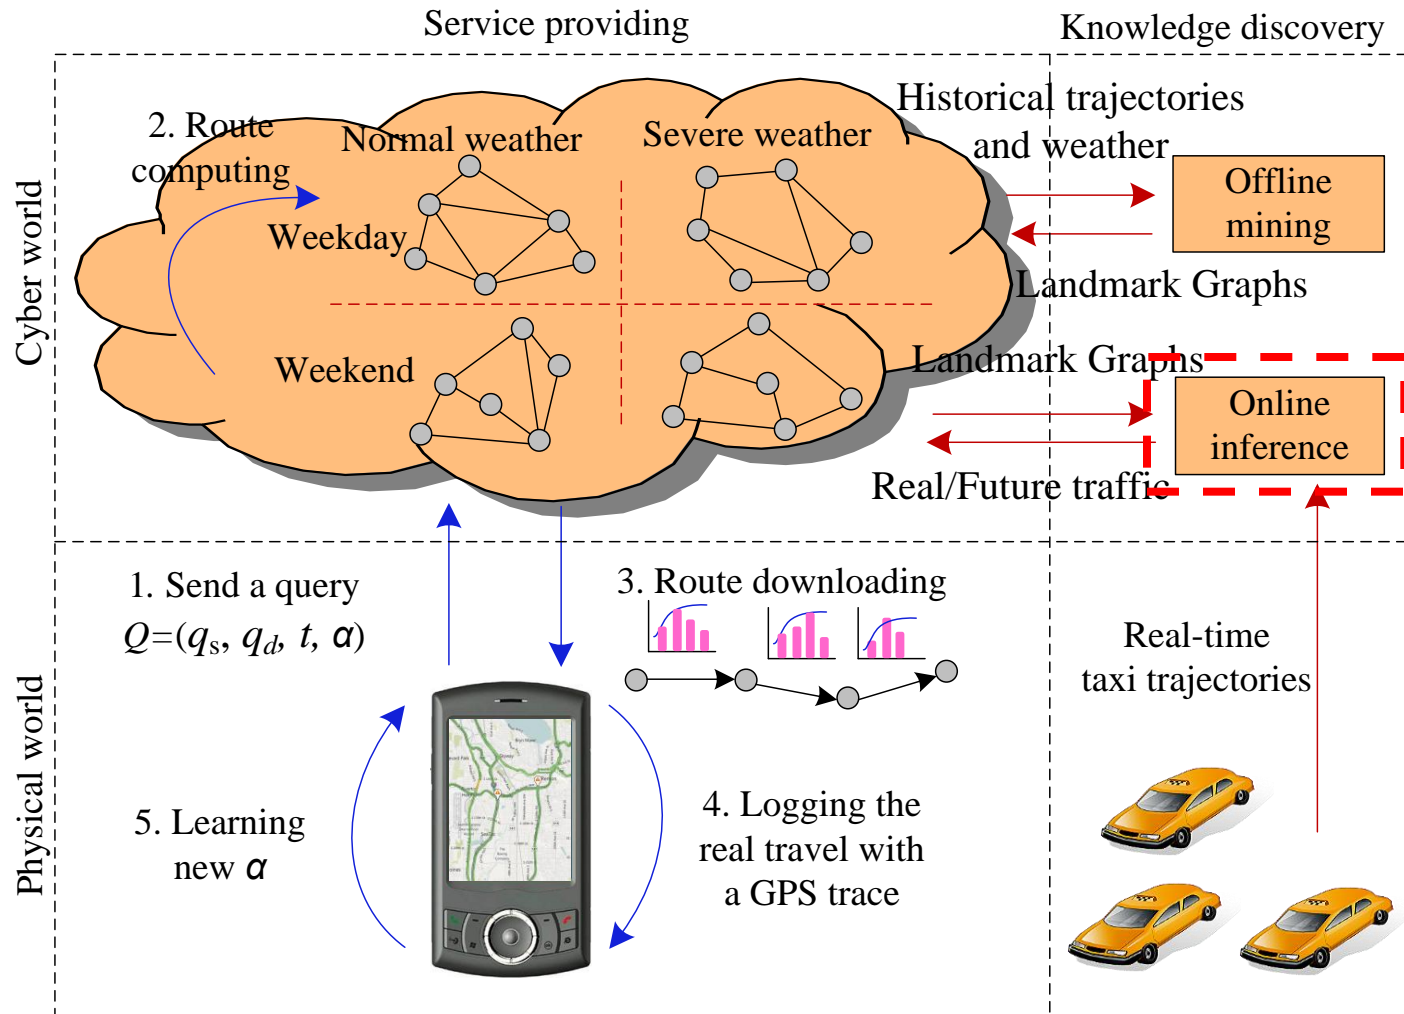 Service providing
Knowledge discovery
Cyber world
Physical world
2. Route
computing
Normal weather
Severe weather
Weekday
Weekend
Historical trajectories
and weather
Offline
mining
Landmark Graphs
Landmark Graphs
Online
inference
Real/Future traffic
1. Send a query
Q=(qs, qd, t, α)
3. Route downloading
Real-time
taxi trajectories
5. Learning
new α
4. Logging the
real travel with
a GPS trace